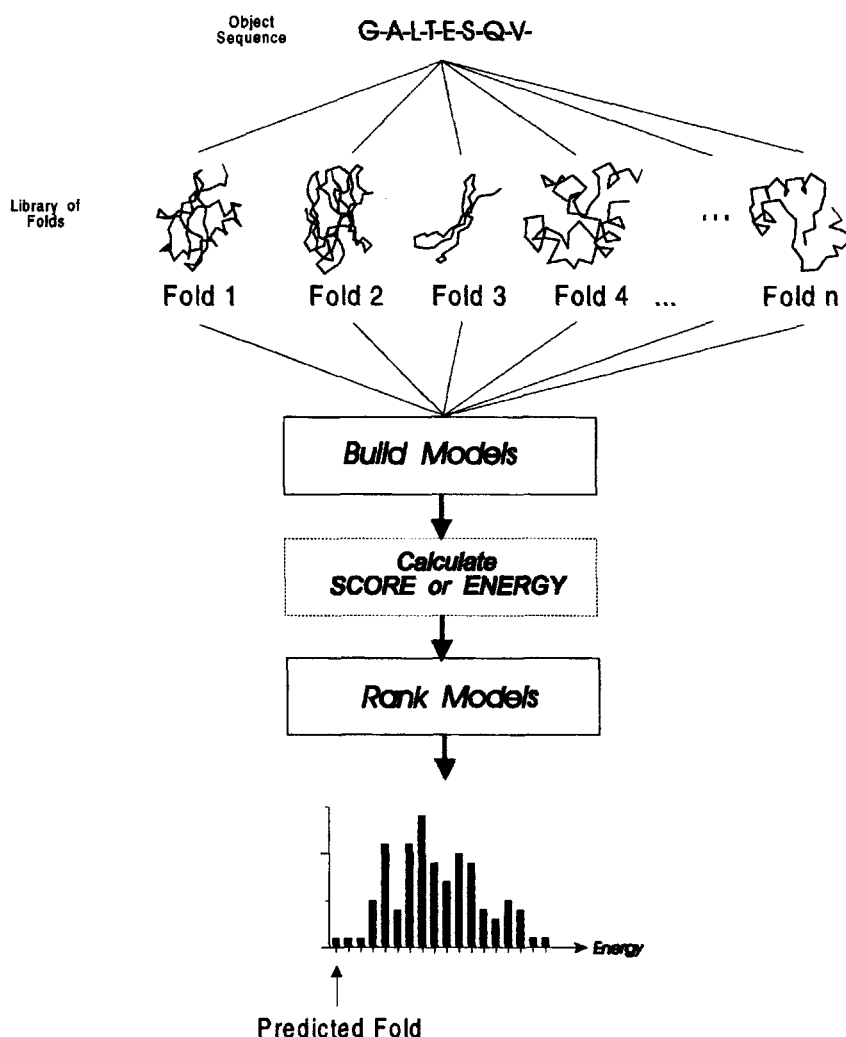 Object
Sequence
G-A-L-T-E-S-Q-V-
Library of
Folds
...
Fold 1
Fold 2
Fold 3
Fold 4
...
Fold n
Build Models
Calculate
SCORE or ENERGY
Rank Models
Energy
Predicted Fold